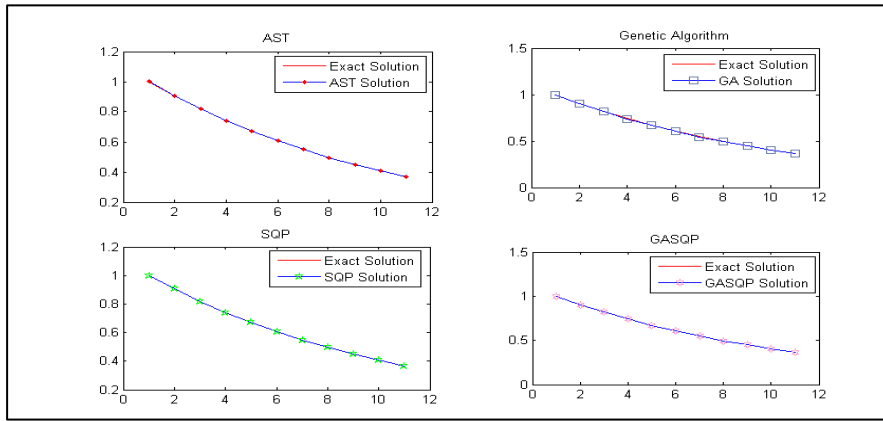 AST
1.2
1
0.8
0.6
0.4
0.2
0 2 4 6 8 10 12
Exact Solution
AST Solution
Genetic Algorithm
1.5
1
0.5
0
0 2 4 6 8 10 12
Exact Solution
GA Solution
SQP
1.2
1
0.8
0.6
0.4
0.2
0 2 4 6 8 10 12
Exact Solution
SQP Solution
GASQP
1.5
1
0.5
0
0 2 4 6 8 10 12
Exact Solution
GASQP Solution